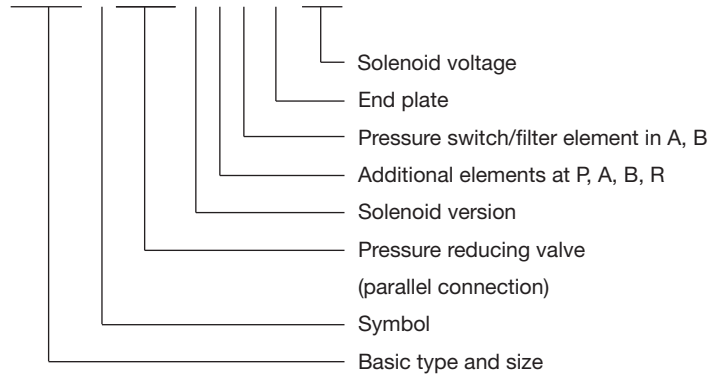 Solenoid voltage
End plate
Pressure switch/filter element in A, B
Additional elements at P, A, B, R
Solenoid version
Pressure reducing valve
(parallel connection)
Symbol
Basic type and size